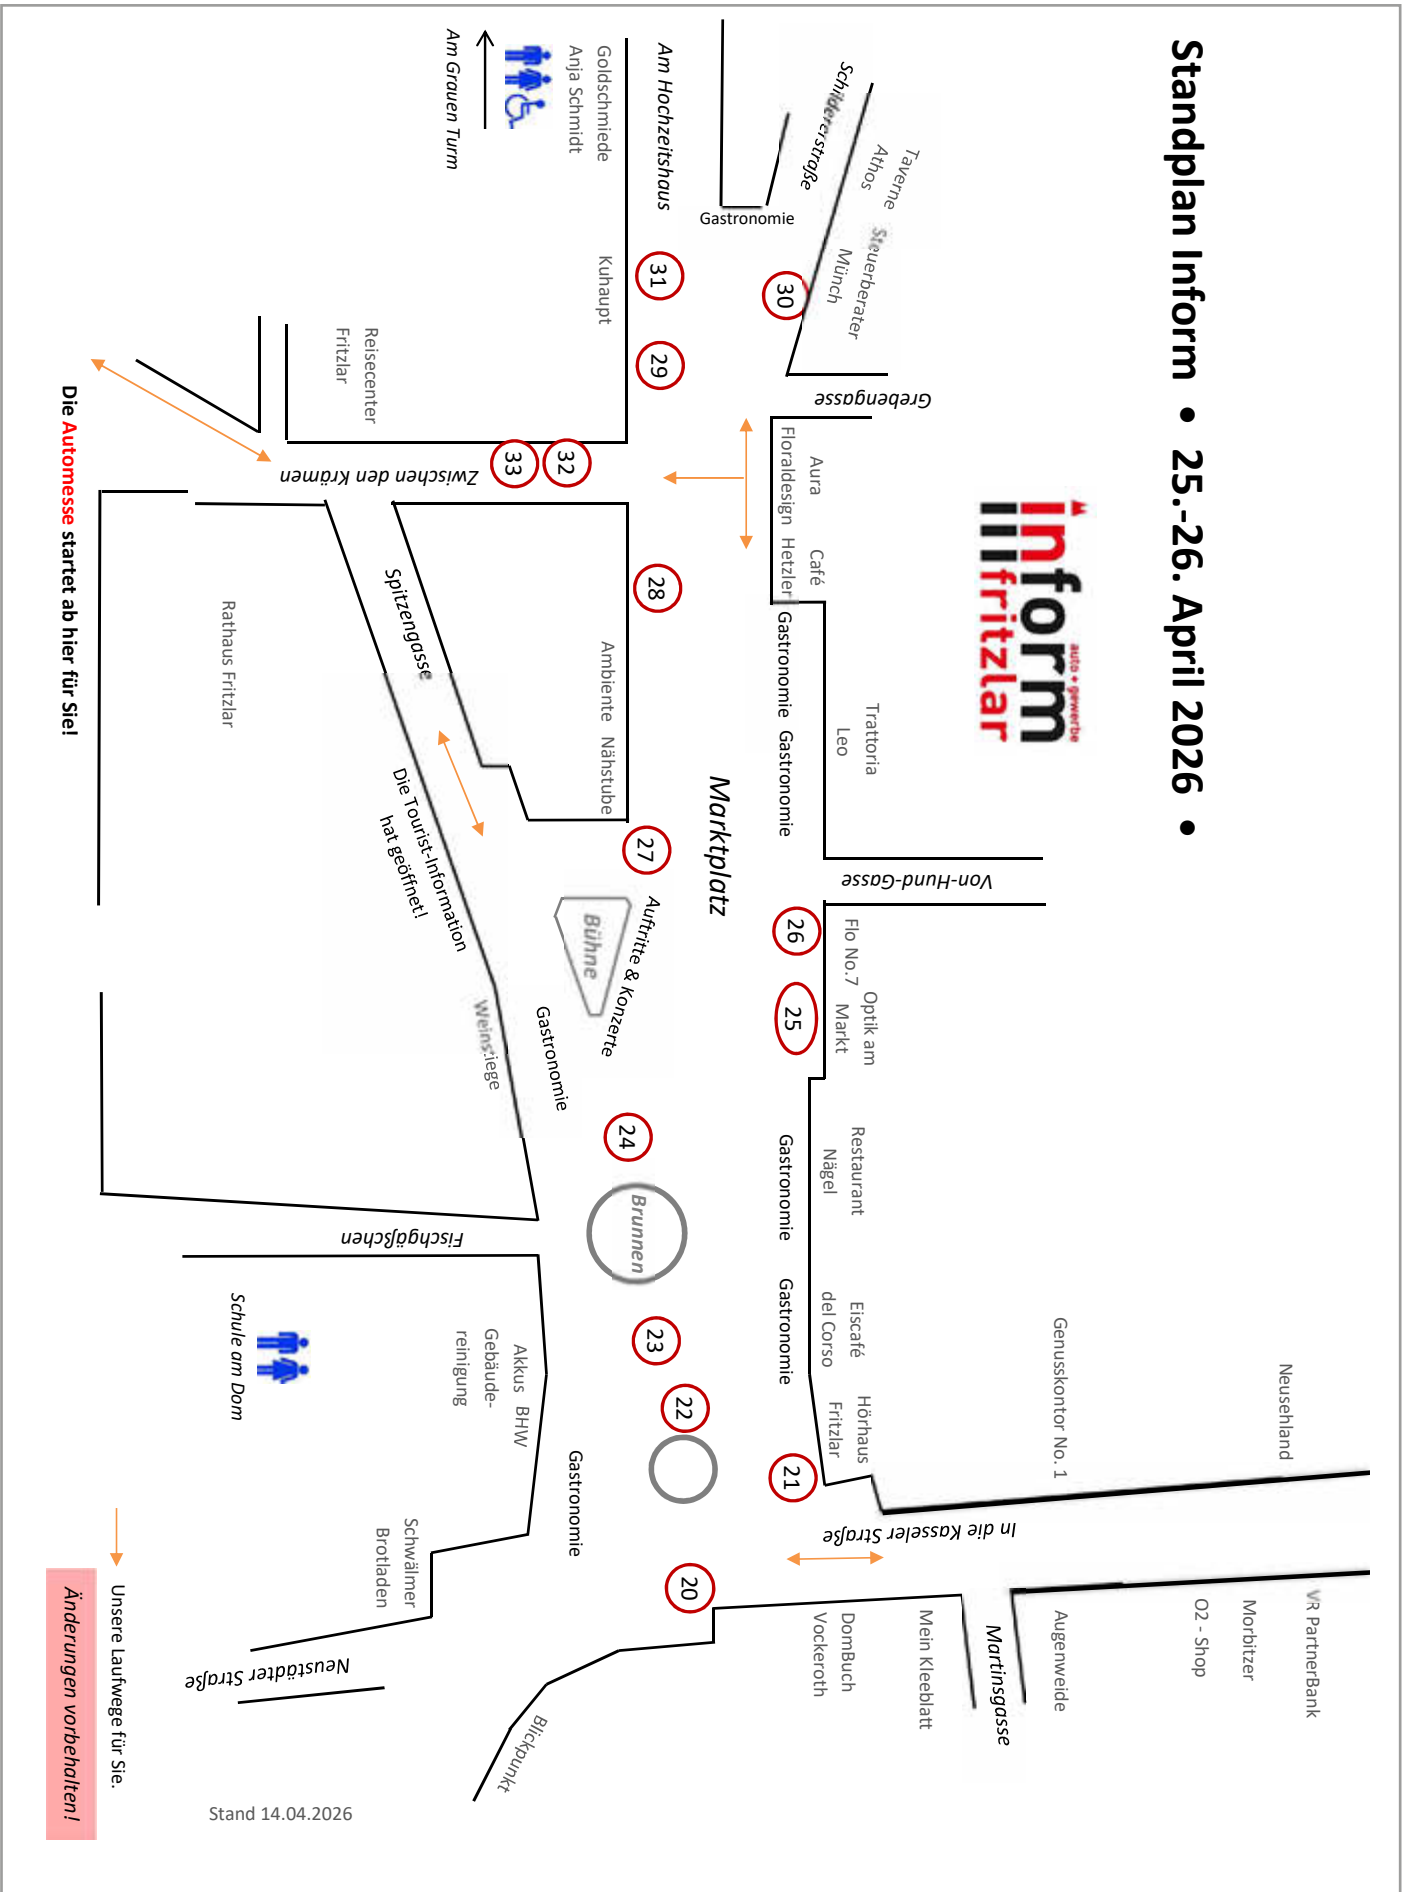 Standplan Inform • 25.-26. April 2026 •
inform
auto + gewerbe
fritzlar
Neusehland
Genusskontor No. 1
VR PartnerBank
Morbitzer
O2 - Shop
Augenweide
Martinsgasse
Mein Kleeblatt
DomBuch
Vockeroth
In die Kasseler Straße
Schildererstraße
Taverne
Athos
Steuerberater
Münch
Gastronomie
30
Grebengasse
Aura
Floraldesign
Café
Hetzler
Gastronomie
Gastronomie
Trattoria
Leo
Von-Hund-Gasse
Flo No.7
Optik am
Markt
26
25
Restaurant
Nägel
Gastronomie
Eiscafé
del Corso
Gastronomie
Hörhaus
Fritzlar
21
Am Hochzeitshaus
31
29
28
Marktplatz
27
Auftritte & Konzerte
Bühne
24
Brunnen
23
22
20
Goldschmiede
Anja Schmidt
Kuhaupt
Am Grauen Turm
Reisecenter
Fritzlar
32
33
Zwischen den Krämen
Ambiente
Nähstube
Spitzengasse
Die Tourist-Information
hat geöffnet!
Gastronomie
Weinstiege
Rathaus Fritzlar
Fischgäßchen
Schule am Dom
Akkus
BHW
Gebäude-
reinigung
Gastronomie
Schwälmer
Brotladen
Neustädter Straße
Blickpunkt
Die Automesse startet ab hier für Sie!
Unsere Laufwege für Sie.
Änderungen vorbehalten!
Stand 14.04.2026